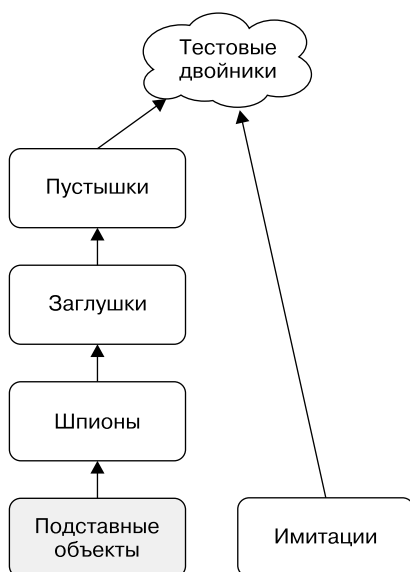 Тестовые
двойники
Пустышки
Заглушки
Шпионы
Подставные
объекты
Имитации